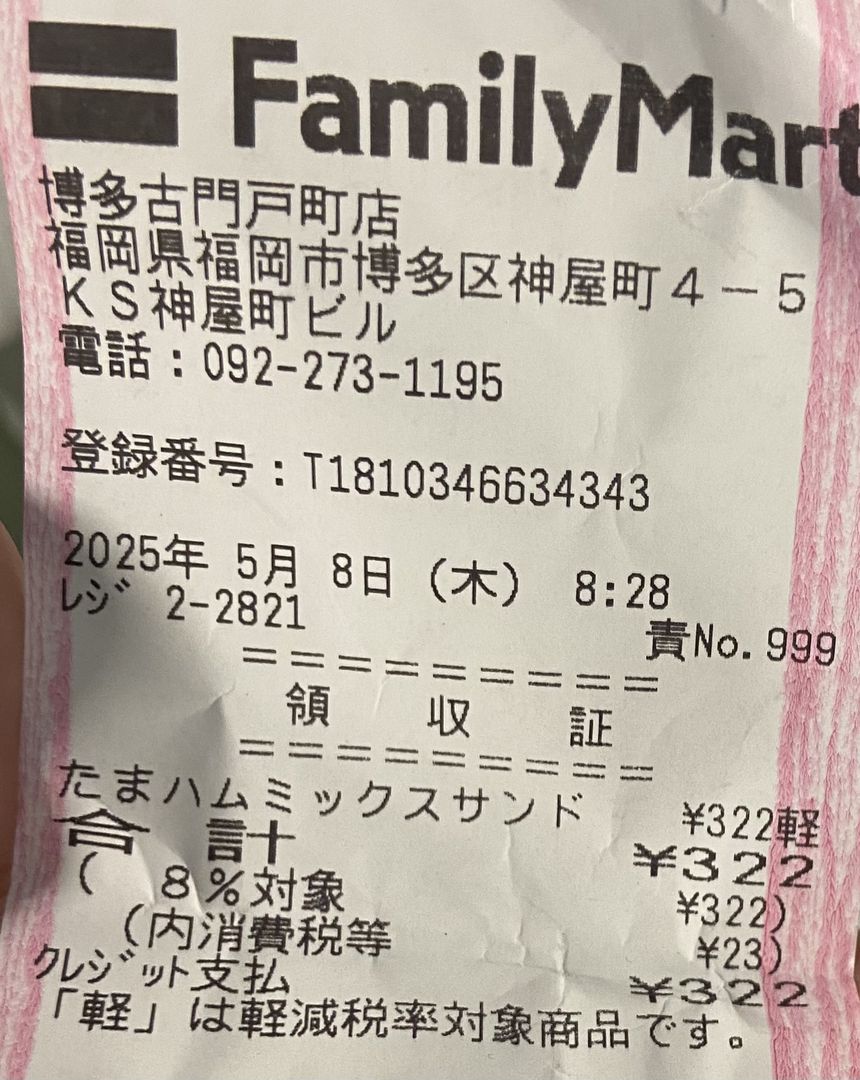 FamilyMart
博多古門戸町店
福岡県福岡市博多区神屋町4-5
KS神屋町ビル
電話:092-273-1195
登録番号:T1810346634343
2025年 5月 8日(木) 8:28
レジ 2-2821 責No.999
=========
領 収 証
=========
たまハムミックスサンド ¥322軽
合 計 ¥322
( 8%対象 ¥322)
(内消費税等 ¥23)
クレジット支払 ¥322
「軽」は軽減税率対象商品です。